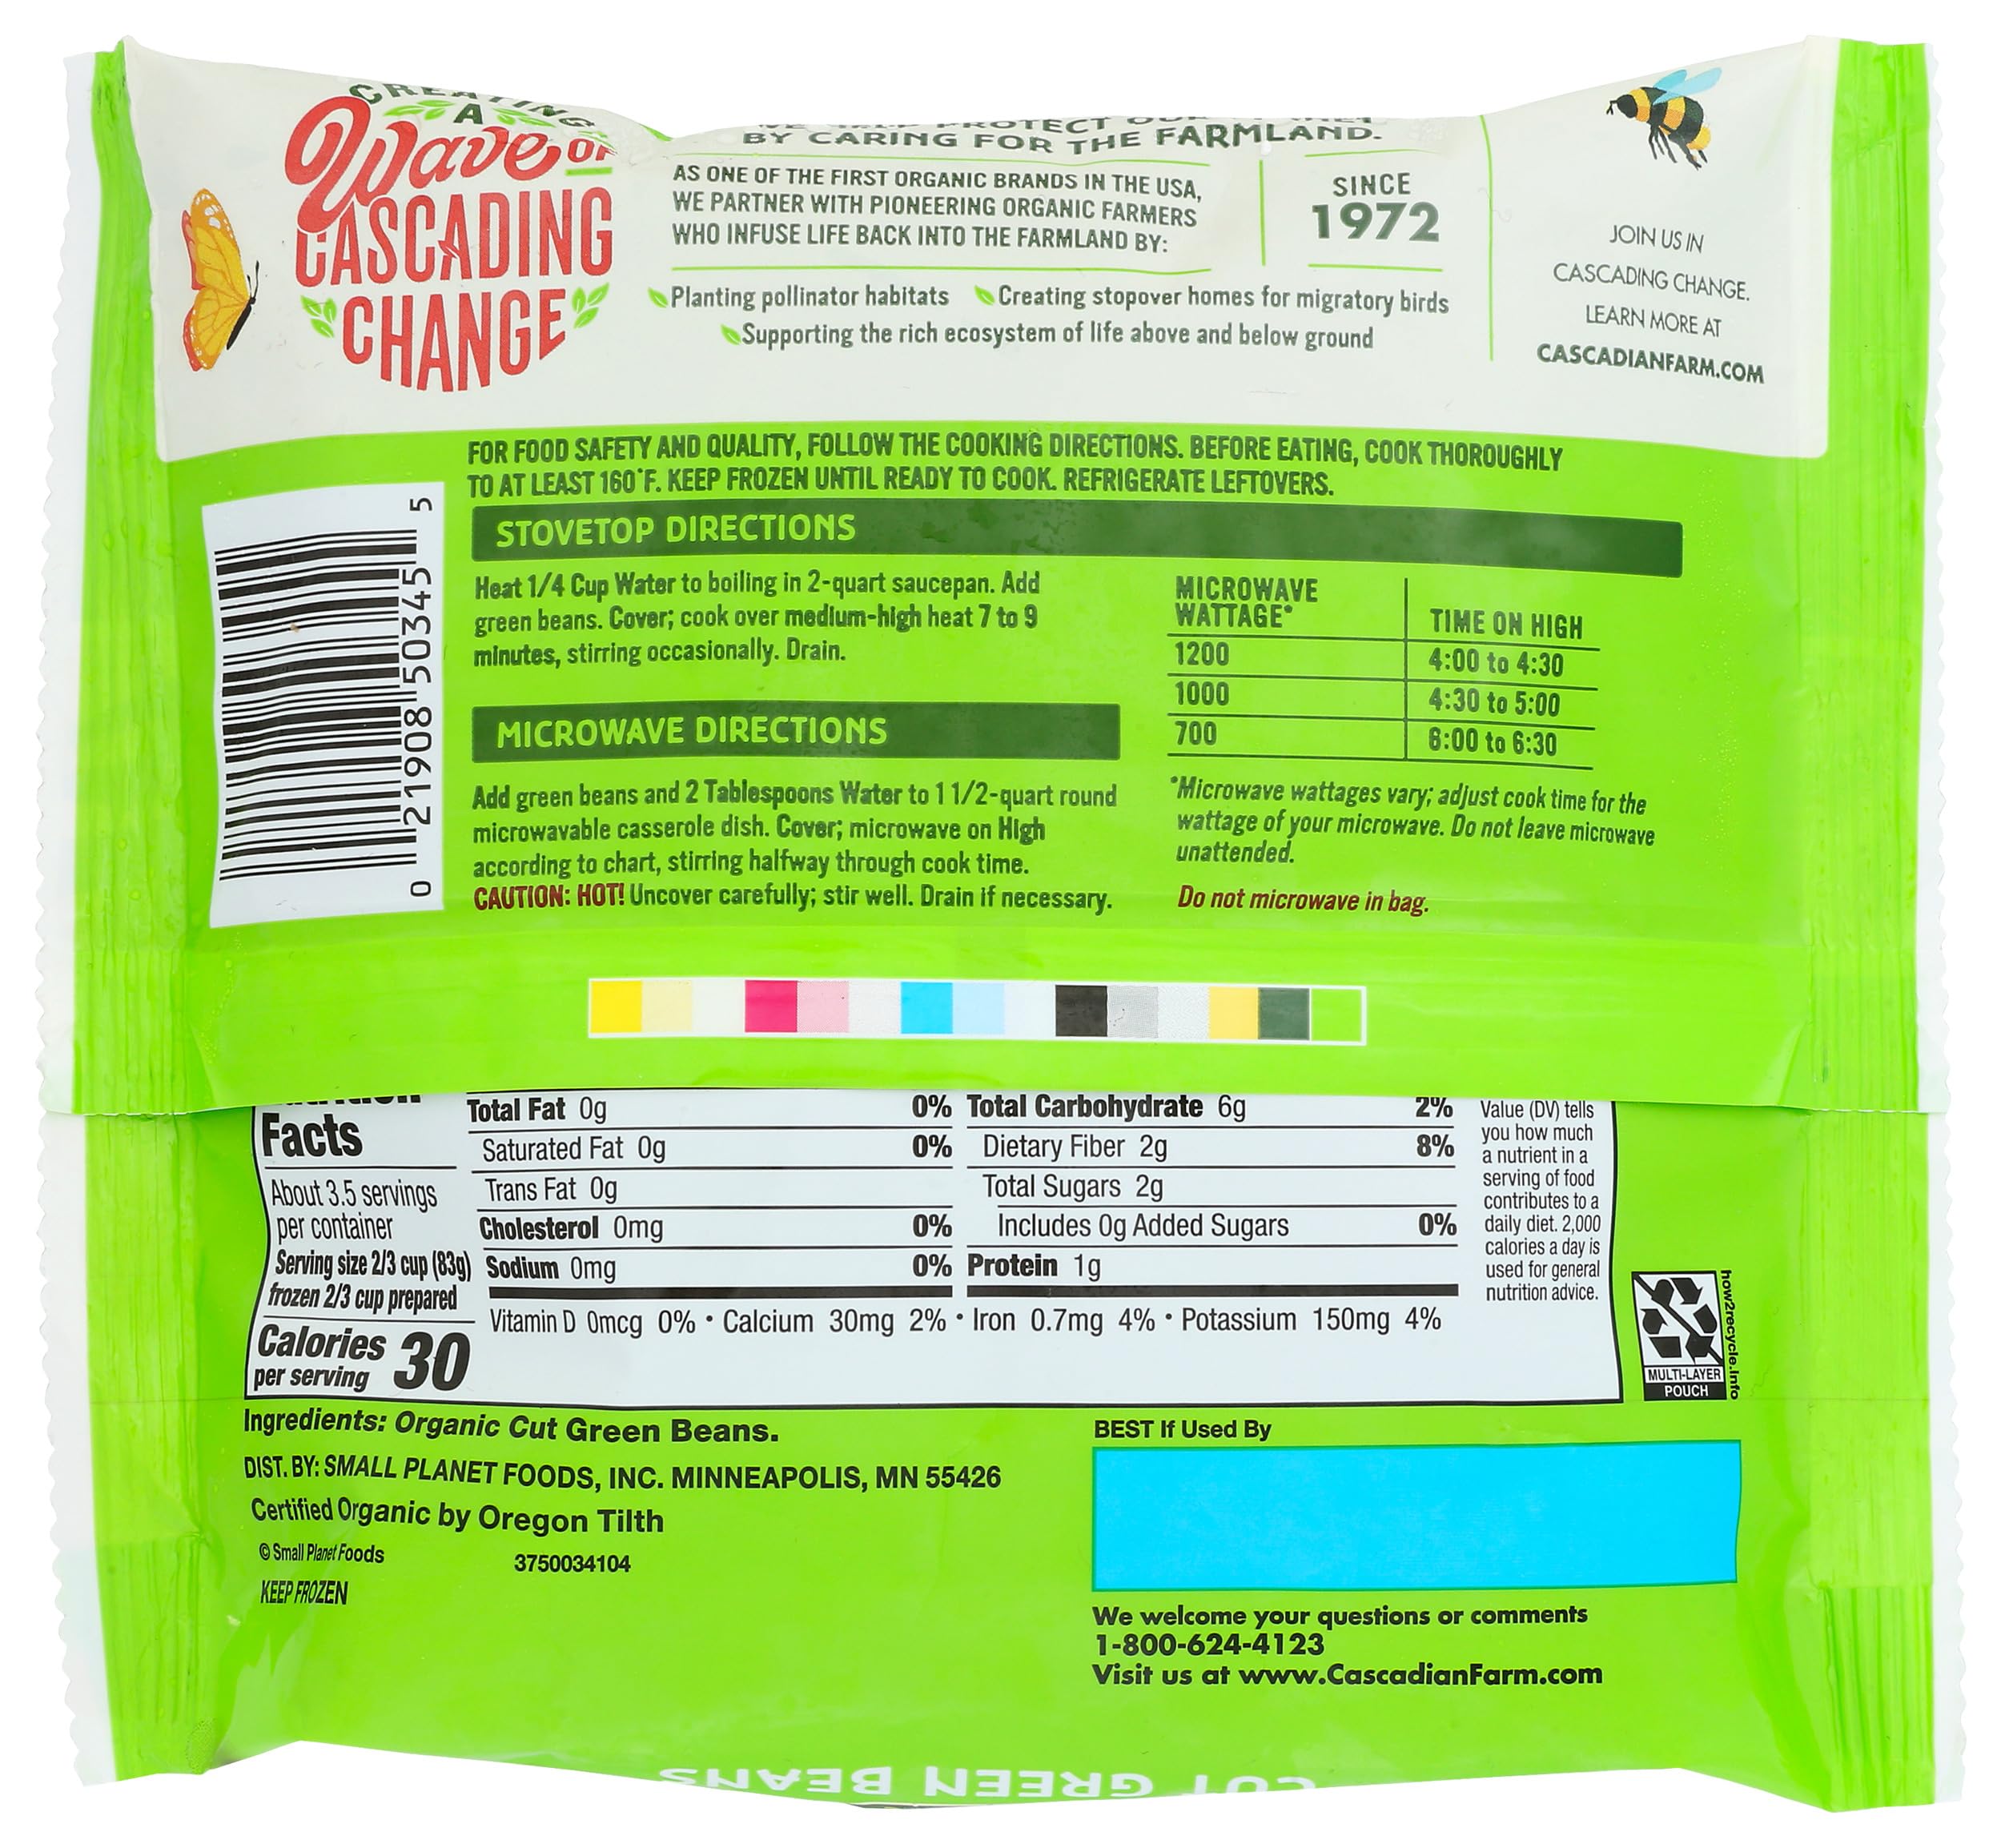 CREATING
A
Wave OF
CASCADING
CHANGE
BY CARING FOR THE FARMLAND.
AS ONE OF THE FIRST ORGANIC BRANDS IN THE USA,
WE PARTNER WITH PIONEERING ORGANIC FARMERS
WHO INFUSE LIFE BACK INTO THE FARMLAND BY:
SINCE
1972
Planting pollinator habitats Creating stopover homes for migratory birds
Supporting the rich ecosystem of life above and below ground
JOIN US IN
CASCADING CHANGE.
LEARN MORE AT
CASCADIANFARM.COM
FOR FOOD SAFETY AND QUALITY, FOLLOW THE COOKING DIRECTIONS. BEFORE EATING, COOK THOROUGHLY
TO AT LEAST 160°F. KEEP FROZEN UNTIL READY TO COOK. REFRIGERATE LEFTOVERS.
0 21908 50345 5
STOVETOP DIRECTIONS
Heat 1/4 Cup Water to boiling in 2-quart saucepan. Add
green beans. Cover; cook over medium-high heat 7 to 9
minutes, stirring occasionally. Drain.
MICROWAVE DIRECTIONS
Add green beans and 2 Tablespoons Water to 1 1/2-quart round
microwavable casserole dish. Cover; microwave on High
according to chart, stirring halfway through cook time.
CAUTION: HOT! Uncover carefully; stir well. Drain if necessary.
MICROWAVE
WATTAGE* TIME ON HIGH
1200 4:00 to 4:30
1000 4:30 to 5:00
700 6:00 to 6:30
*Microwave wattages vary; adjust cook time for the
wattage of your microwave. Do not leave microwave
unattended.
Do not microwave in bag.
Facts
About 3.5 servings
per container
Serving size 2/3 cup (83g)
frozen 2/3 cup prepared
Calories
per serving 30
Total Fat 0g 0%
Saturated Fat 0g 0%
Trans Fat 0g
Cholesterol 0mg 0%
Sodium 0mg 0%
Total Carbohydrate 6g 2%
Dietary Fiber 2g 8%
Total Sugars 2g
Includes 0g Added Sugars 0%
Protein 1g
Vitamin D 0mcg 0% • Calcium 30mg 2% • Iron 0.7mg 4% • Potassium 150mg 4%
Value (DV) tells
you how much
a nutrient in a
serving of food
contributes to a
daily diet. 2,000
calories a day is
used for general
nutrition advice.
MULTI-LAYER
POUCH
how2recycle.info
Ingredients: Organic Cut Green Beans.
DIST. BY: SMALL PLANET FOODS, INC. MINNEAPOLIS, MN 55426
Certified Organic by Oregon Tilth
© Small Planet Foods 3750034104
KEEP FROZEN
BEST If Used By
We welcome your questions or comments
1-800-624-4123
Visit us at www.CascadianFarm.com
CUT GREEN BEANS